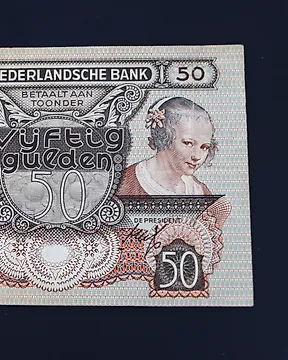 EDERLANDSCHE BANK 50
BETAALT AAN
TOONDER
Vijftig
gulden:
50
DE PRESIDENT
50